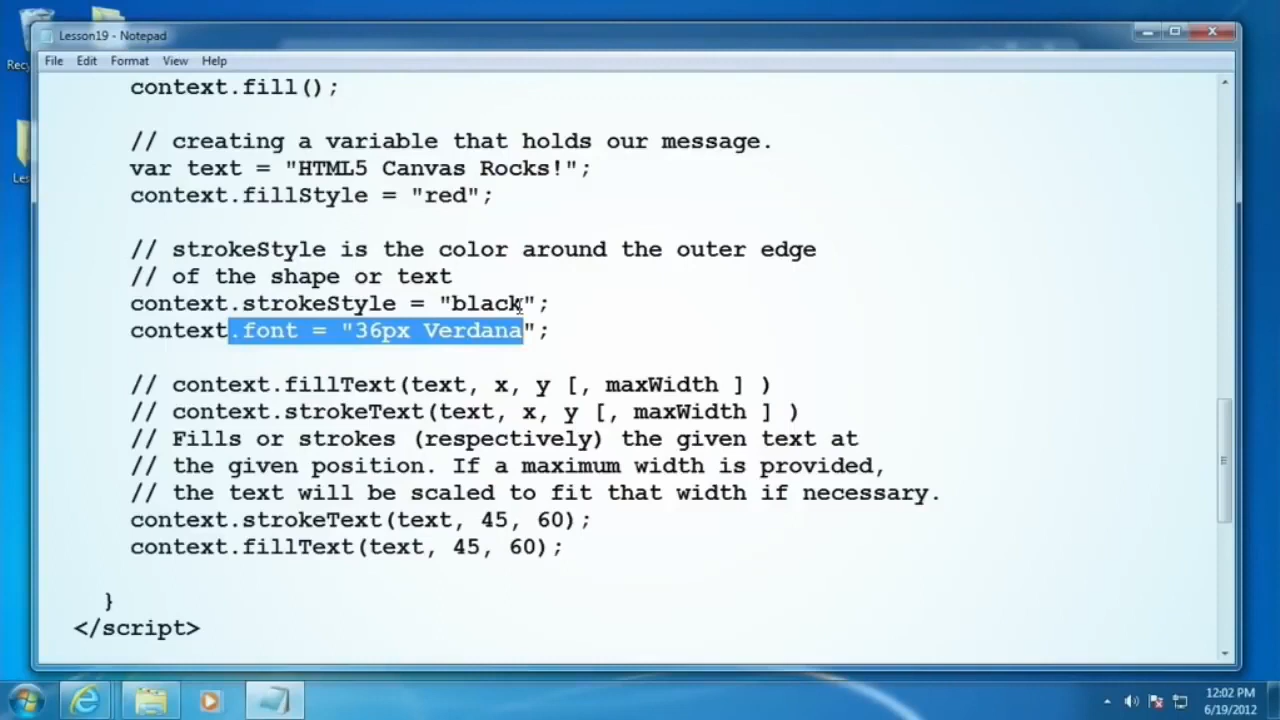 Lesson19 - Notepad
File Edit Format View Help
context.fill();
// creating a variable that holds our message.
var text = "HTML5 Canvas Rocks!";
context.fillStyle = "red";
// strokeStyle is the color around the outer edge
// of the shape or text
context.strokeStyle = "black";
context.font = "36px Verdana";
// context.fillText(text, x, y [, maxWidth ] )
// context.strokeText(text, x, y [, maxWidth ] )
// Fills or strokes (respectively) the given text at
// the given position. If a maximum width is provided,
// the text will be scaled to fit that width if necessary.
context.strokeText(text, 45, 60);
context.fillText(text, 45, 60);
}
</script>
12:02 PM
6/19/2012